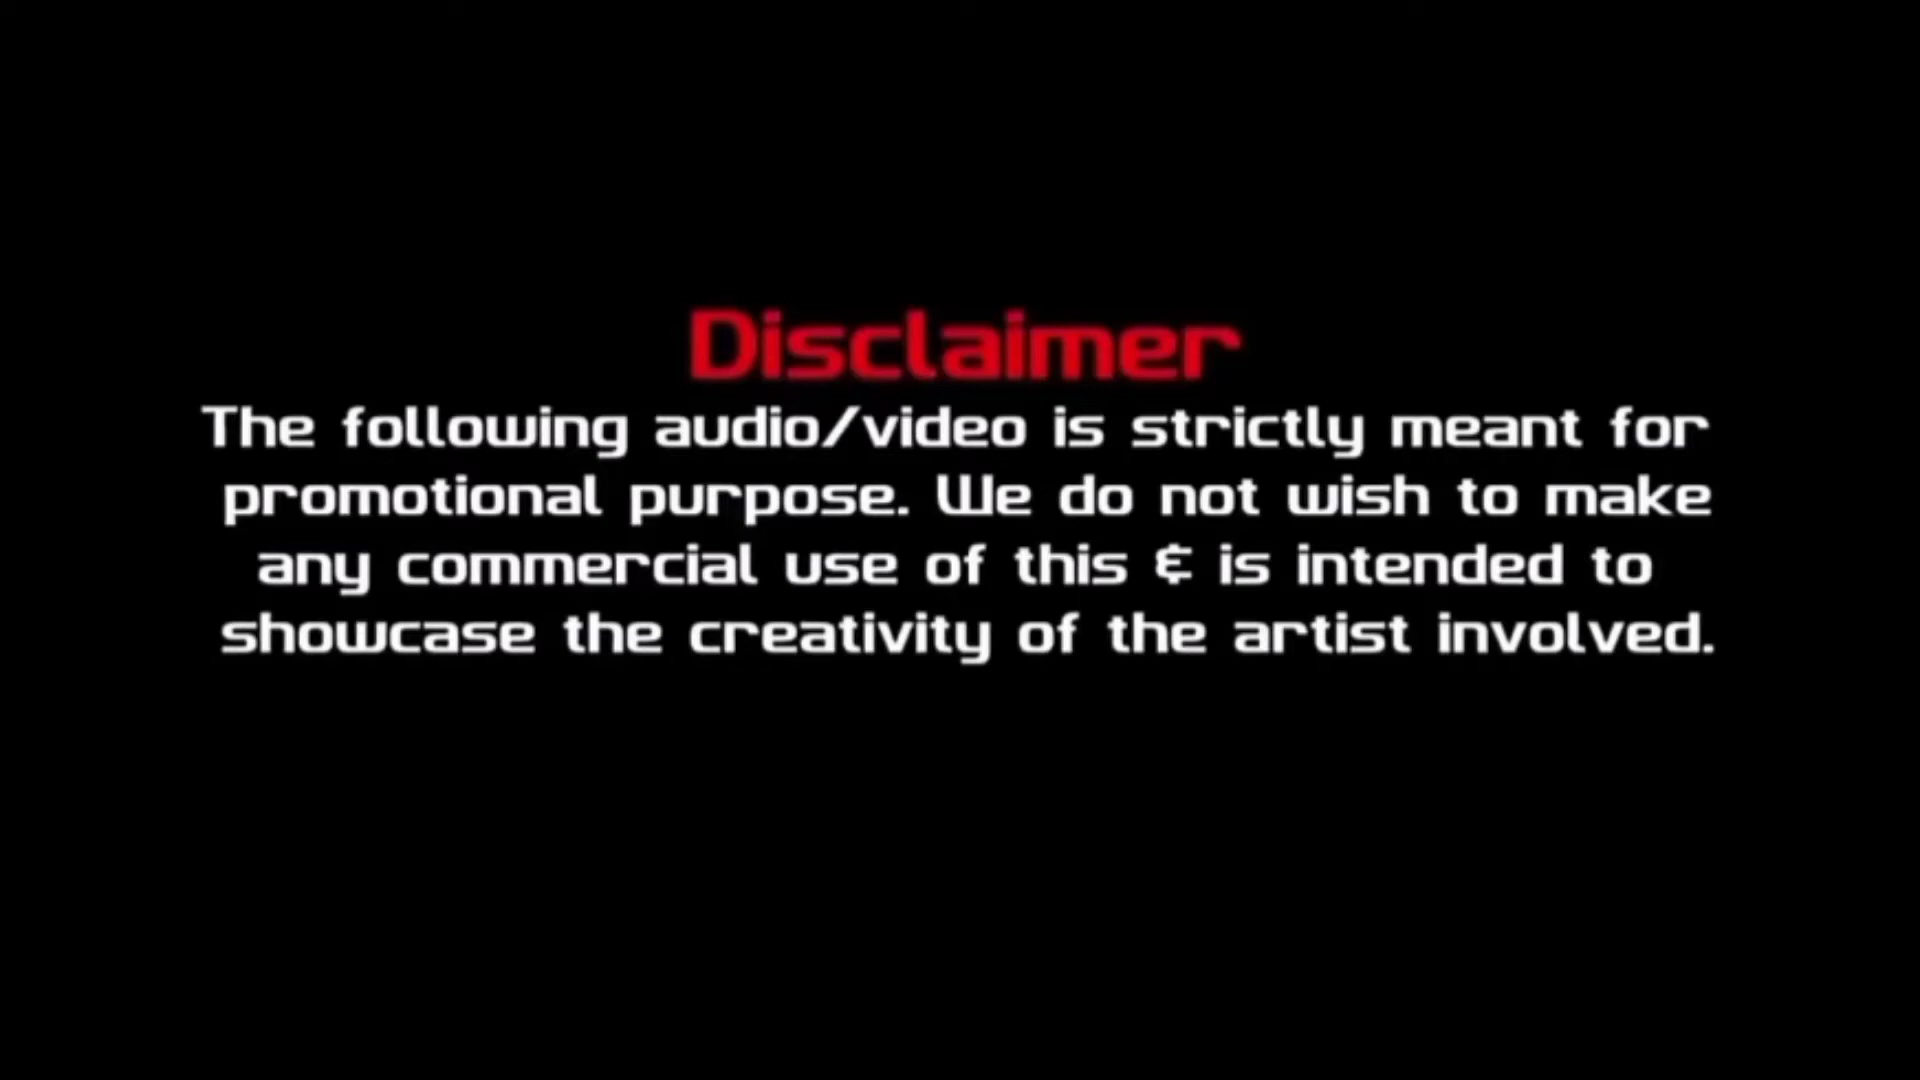 Disclaimer
The following audio/video is strictly meant for
promotional purpose. We do not wish to make
any commercial use of this & is intended to
showcase the creativity of the artist involved.